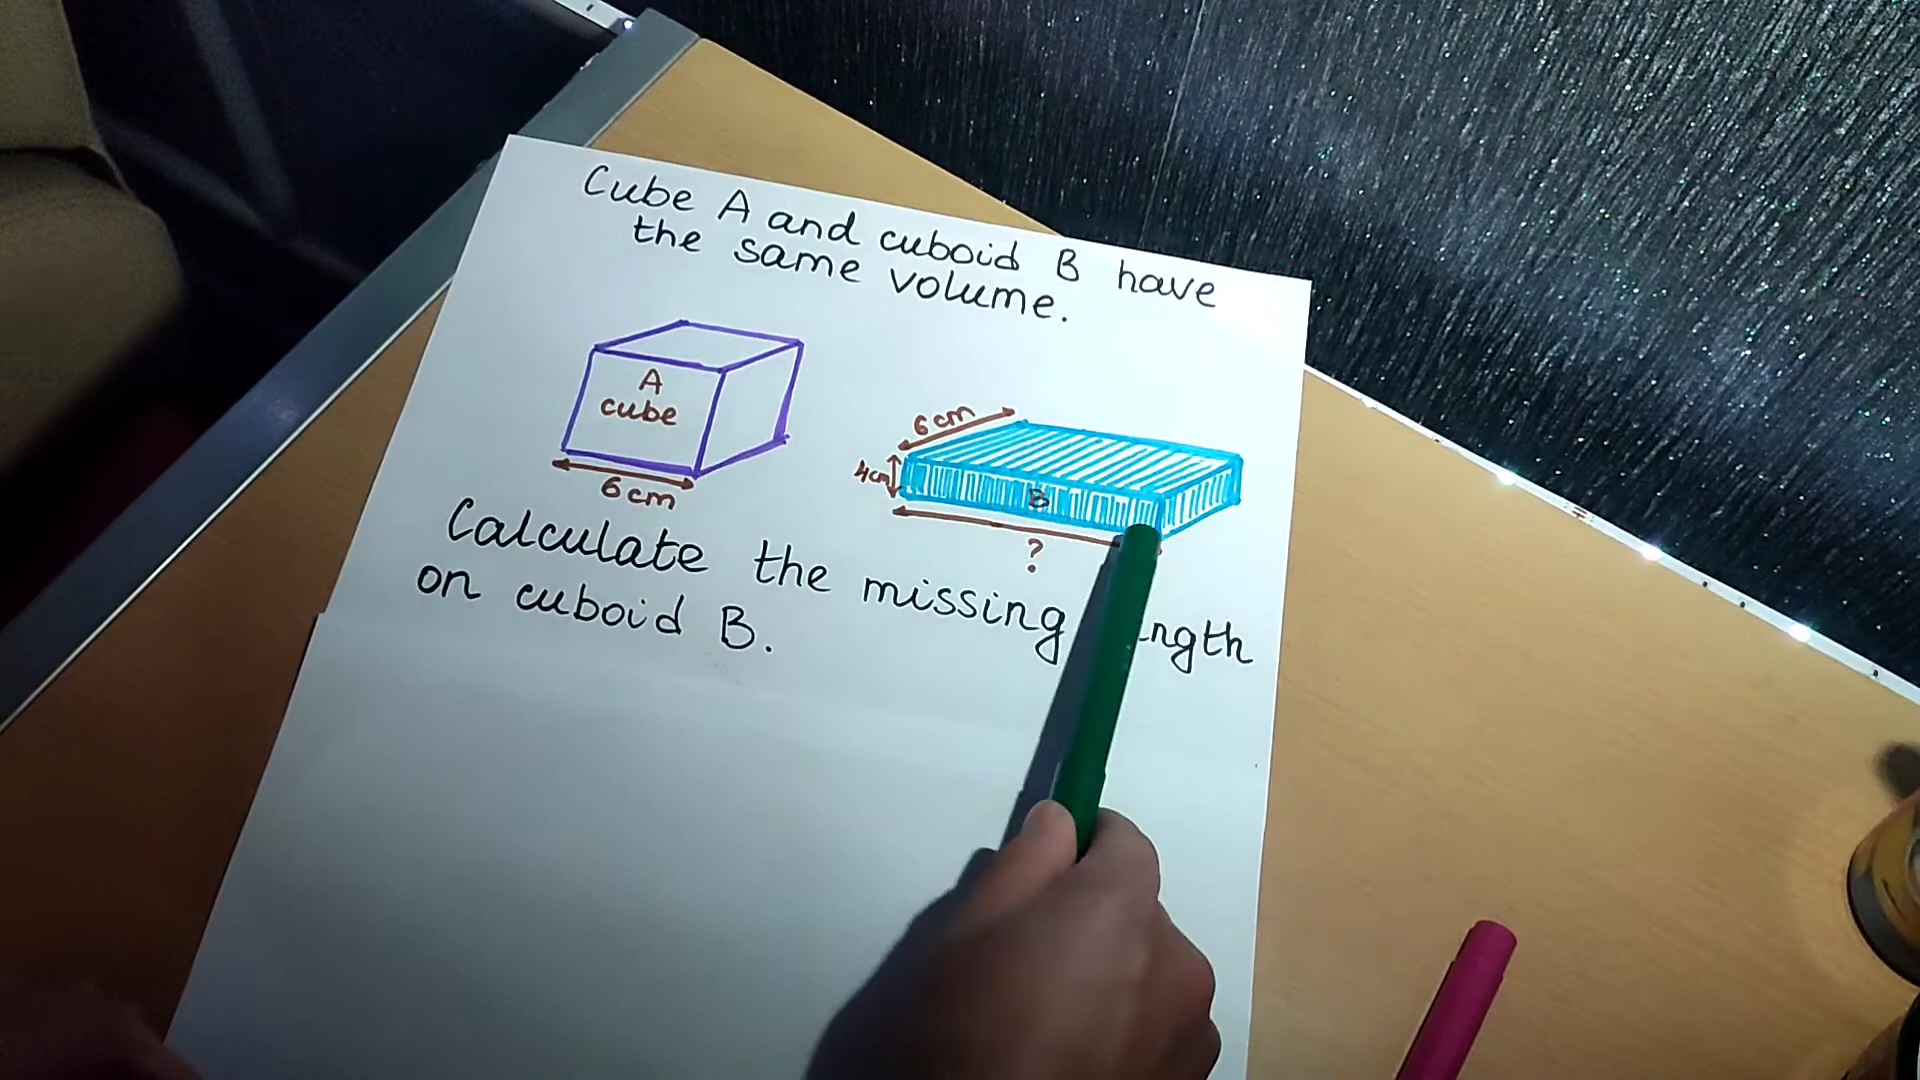 Cube A and cuboid B have
the same volume.
A
cube
6 cm
6 cm
4cm
B
?
Calculate the missing
on cuboid B.